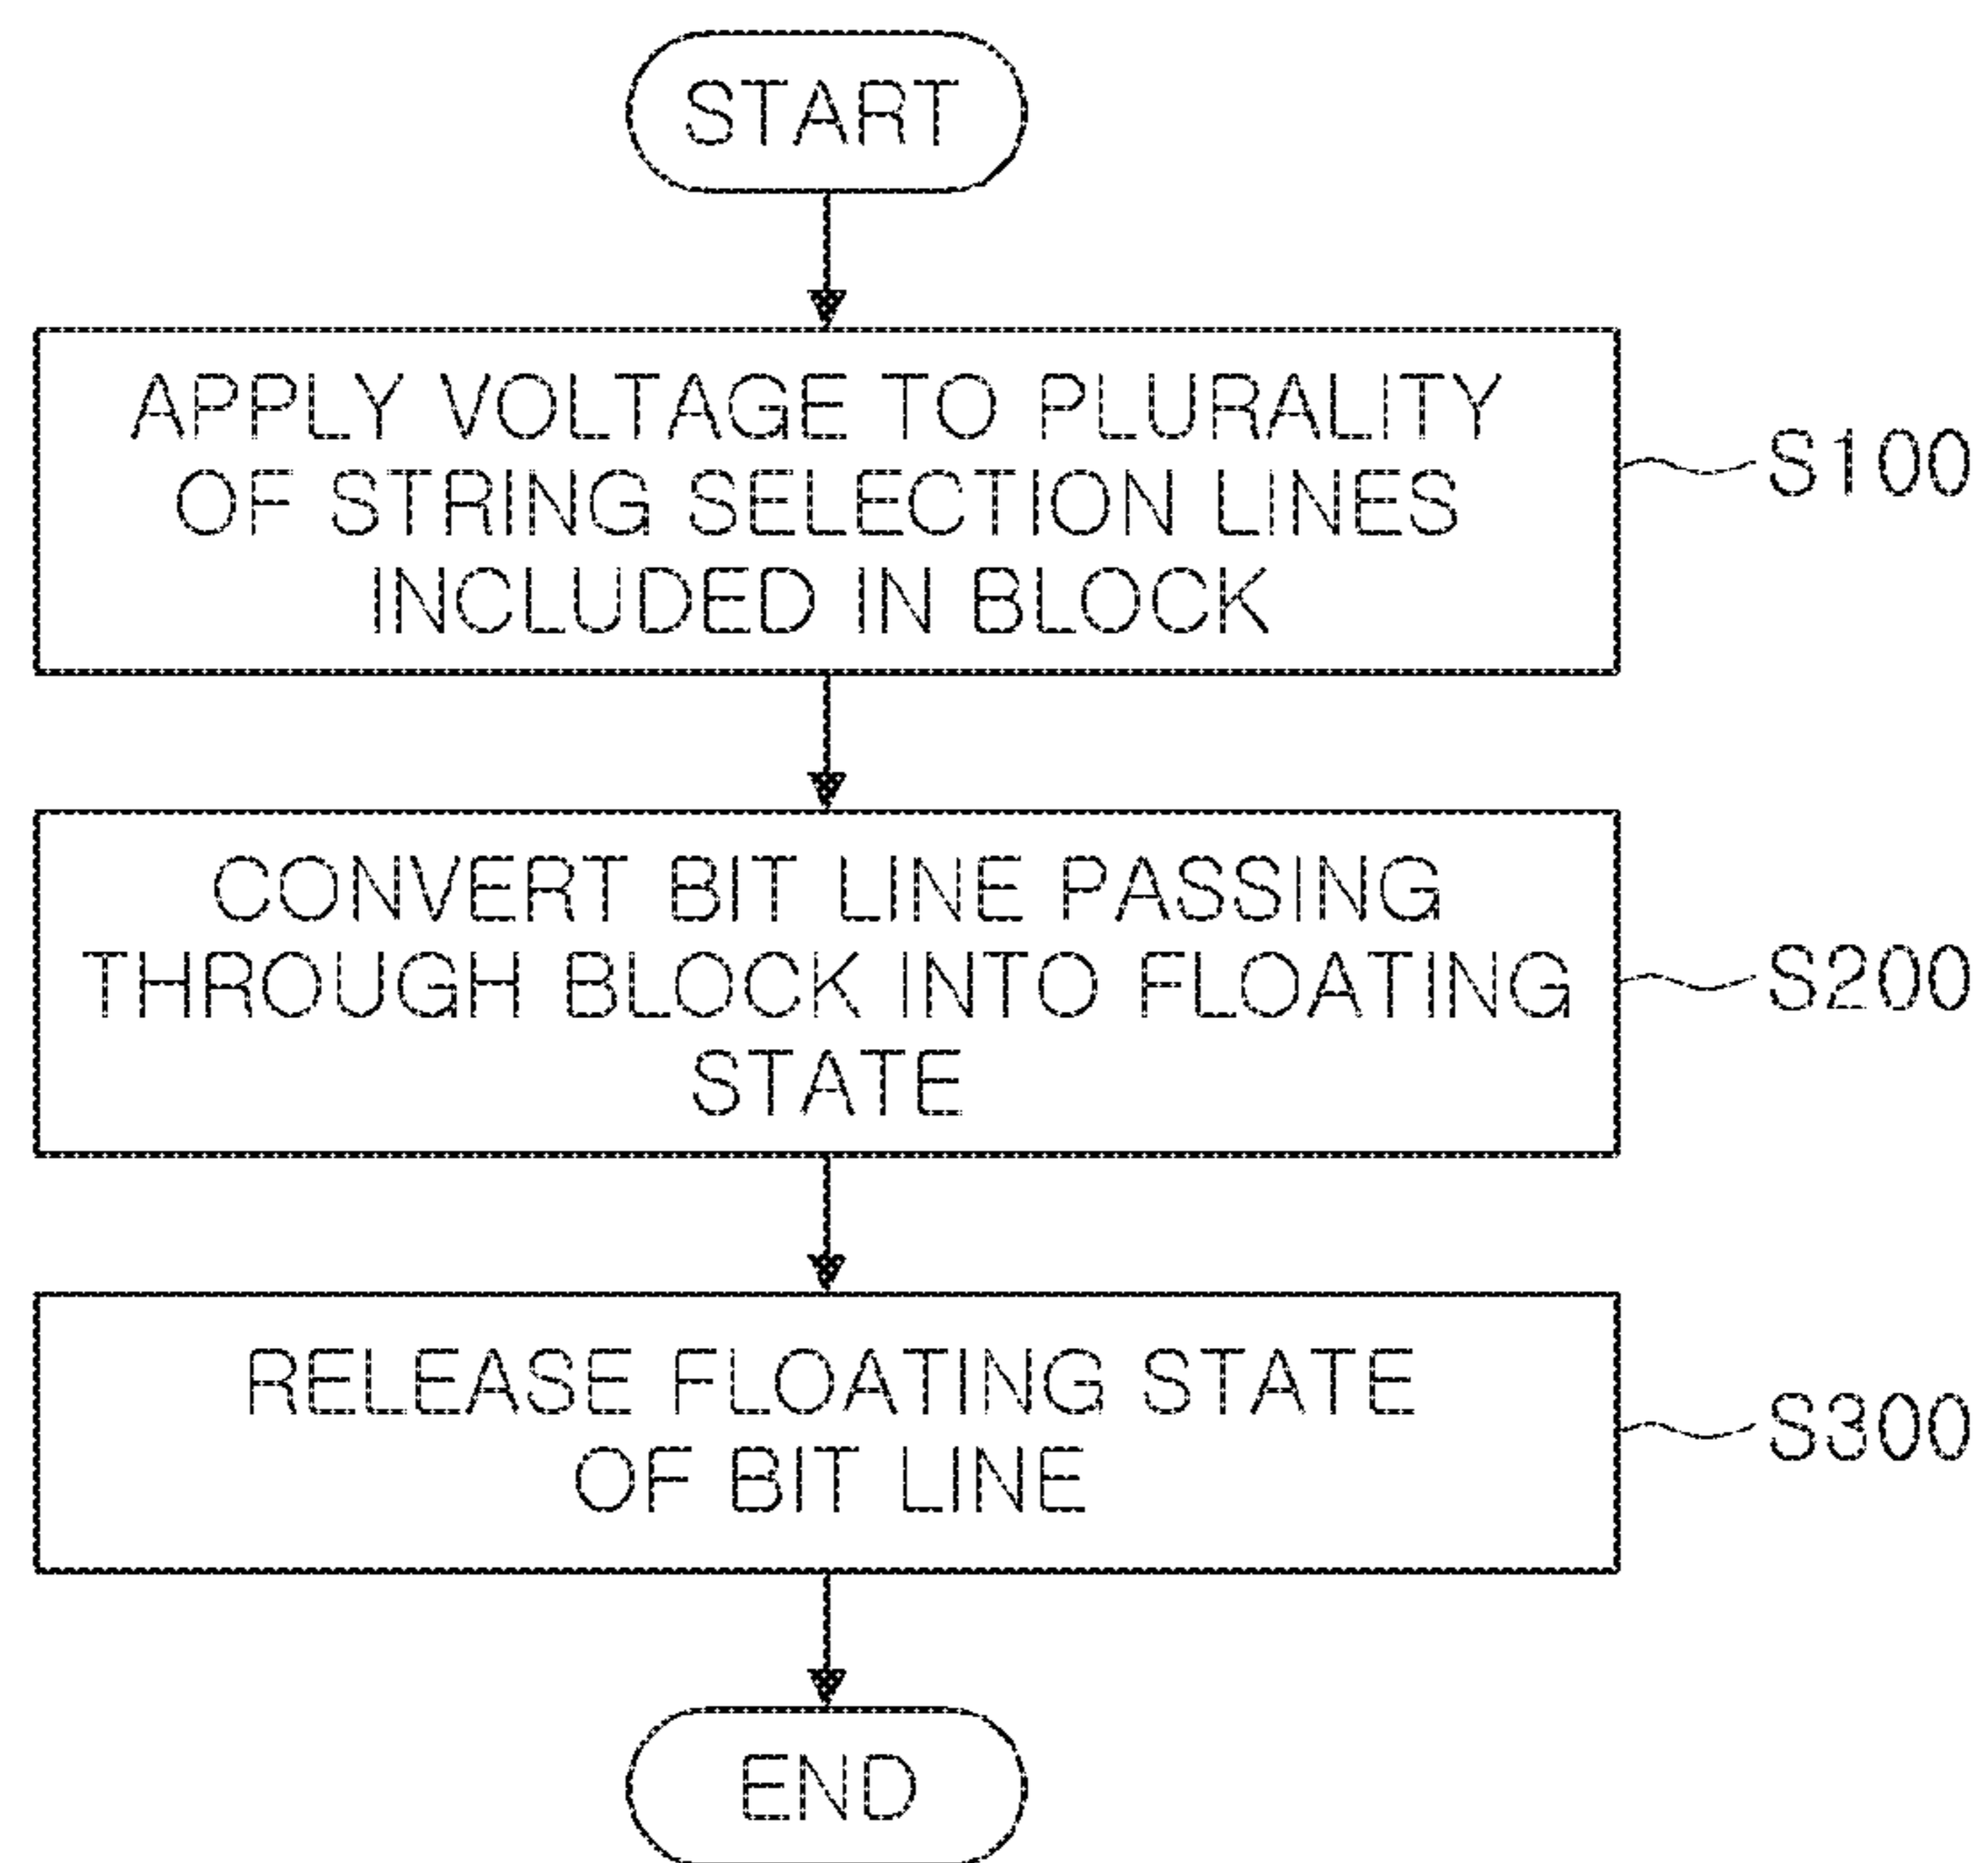 START
APPLY VOLTAGE TO PLURALITY
OF STRING SELECTION LINES
INCLUDED IN BLOCK
S100
CONVERT BIT LINE PASSING
THROUGH BLOCK INTO FLOATING
STATE
S200
RELEASE FLOATING STATE
OF BIT LINE
S300
END